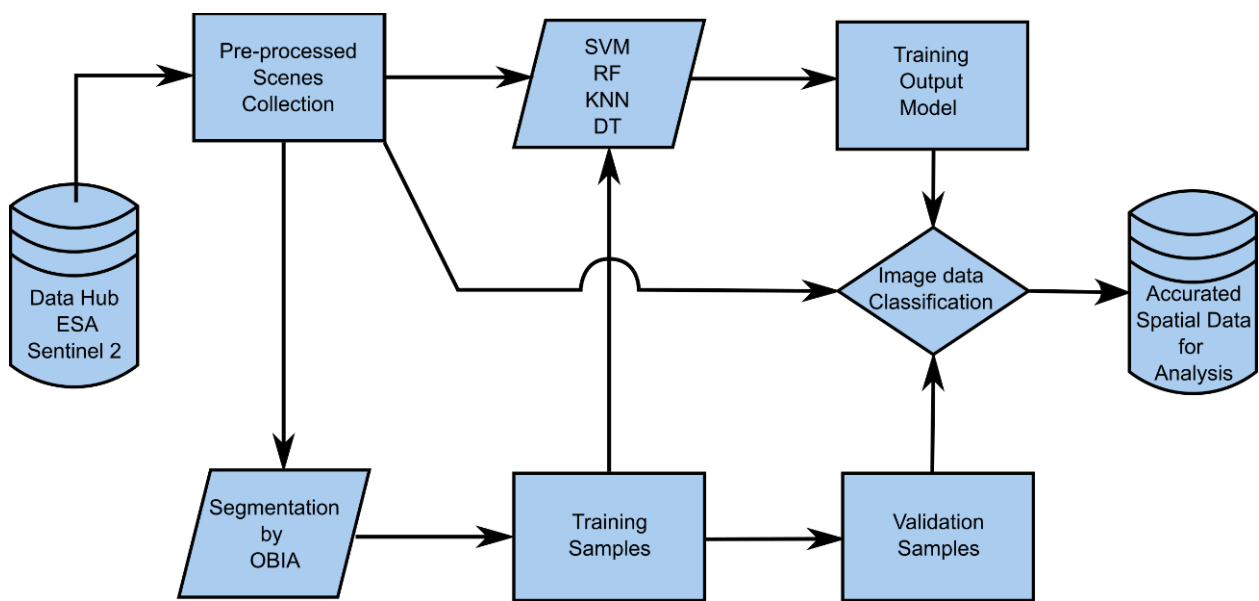 Pre-processed
Scenes
Collection
SVM
RF
KNN
DT
Training
Output
Model
Data Hub
ESA
Sentinel 2
Image data
Classification
Accurated
Spatial Data
for
Analysis
Segmentation
by
OBIA
Training
Samples
Validation
Samples